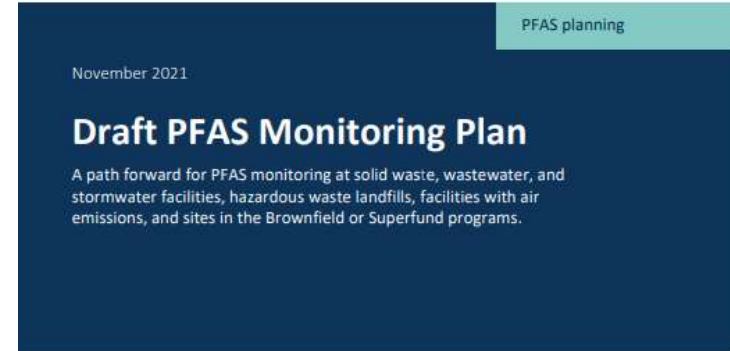 PFAS planning
November 2021
Draft PFAS Monitoring Plan
A path forward for PFAS monitoring at solid waste, wastewater, and
stormwater facilities, hazardous waste landfills, facilities with air
emissions, and sites in the Brownfield or Superfund programs.